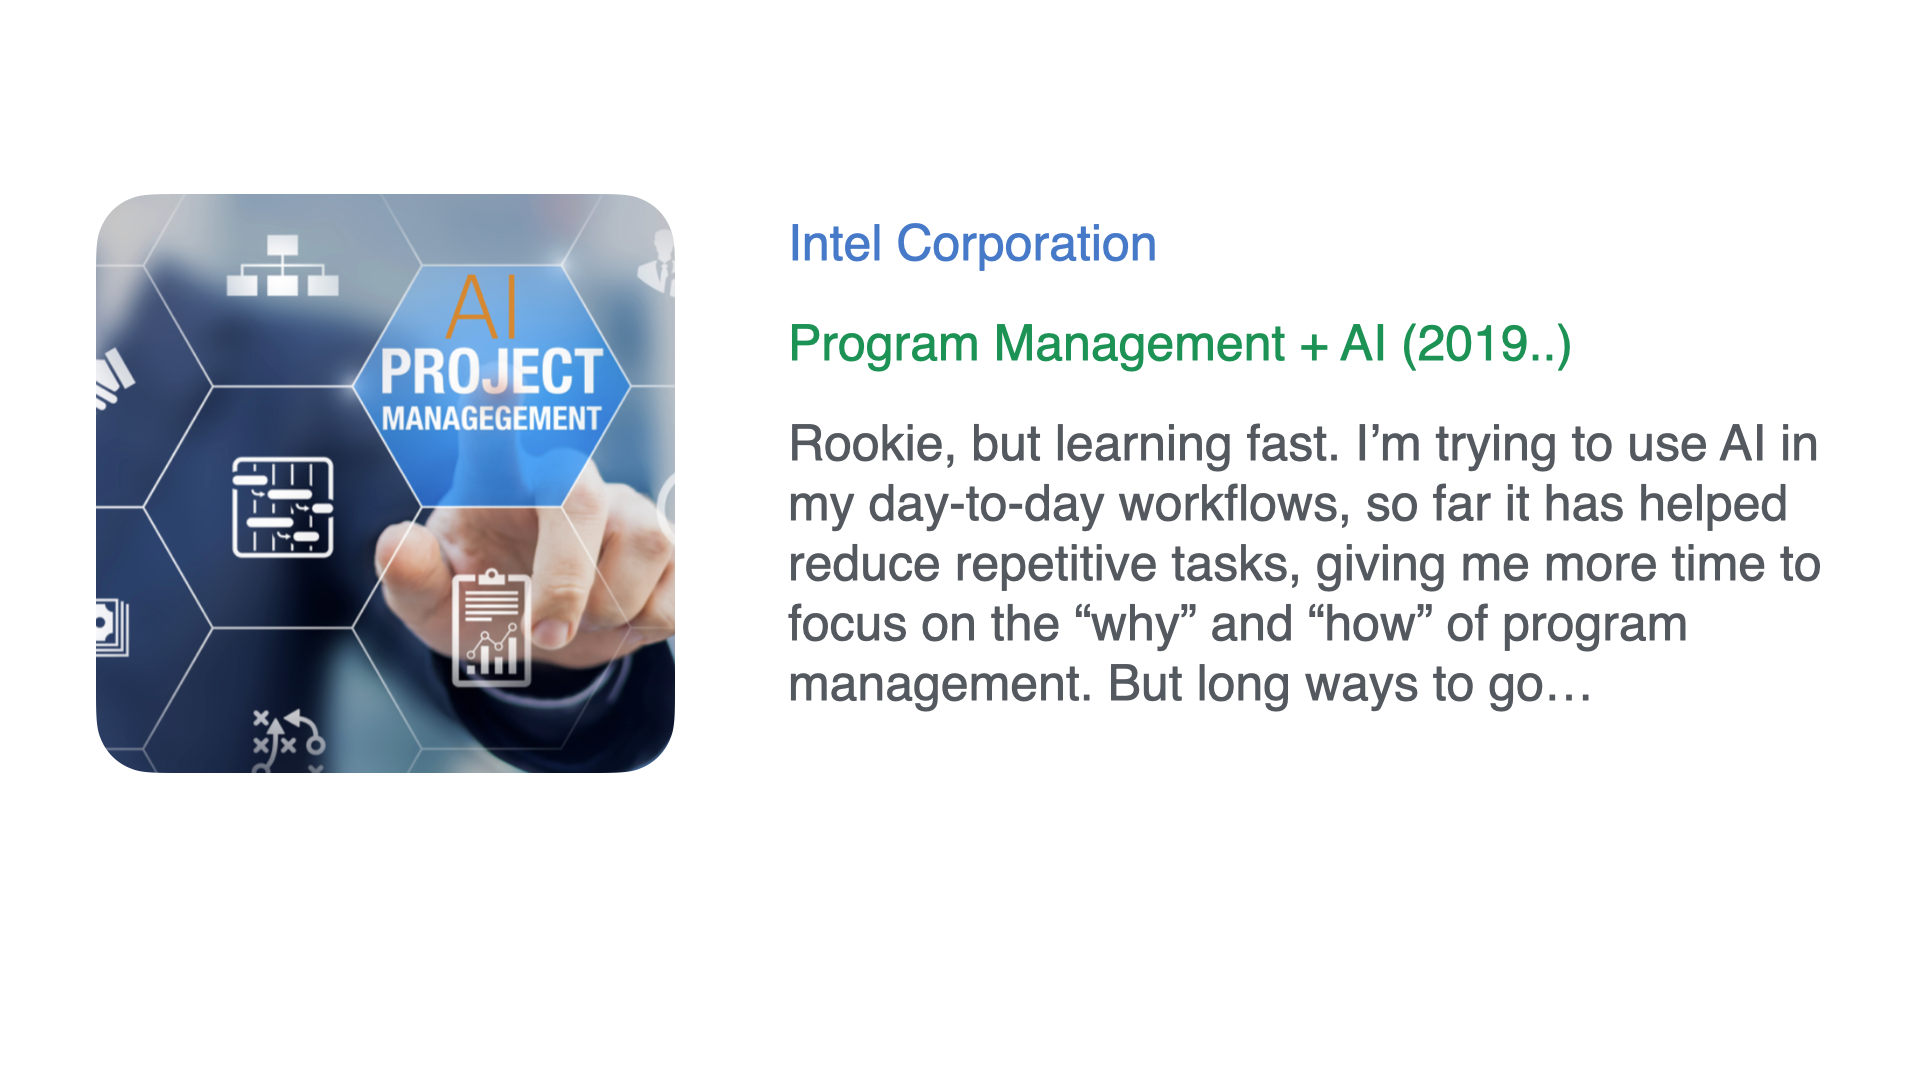 AI
PROJECT
MANAGEGEMENT
Intel Corporation
Program Management + AI (2019..)
Rookie, but learning fast. I’m trying to use AI in
my day-to-day workflows, so far it has helped
reduce repetitive tasks, giving me more time to
focus on the “why” and “how” of program
management. But long ways to go…